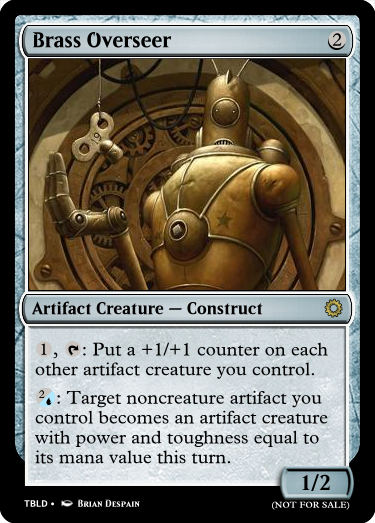 Brass Overseer 2
Artifact Creature — Construct
1, T: Put a +1/+1 counter on each
other artifact creature you control.
2/U: Target noncreature artifact you
control becomes an artifact creature
with power and toughness equal to
its mana value this turn.
1/2
TBLD • Brian Despain
(NOT FOR SALE)